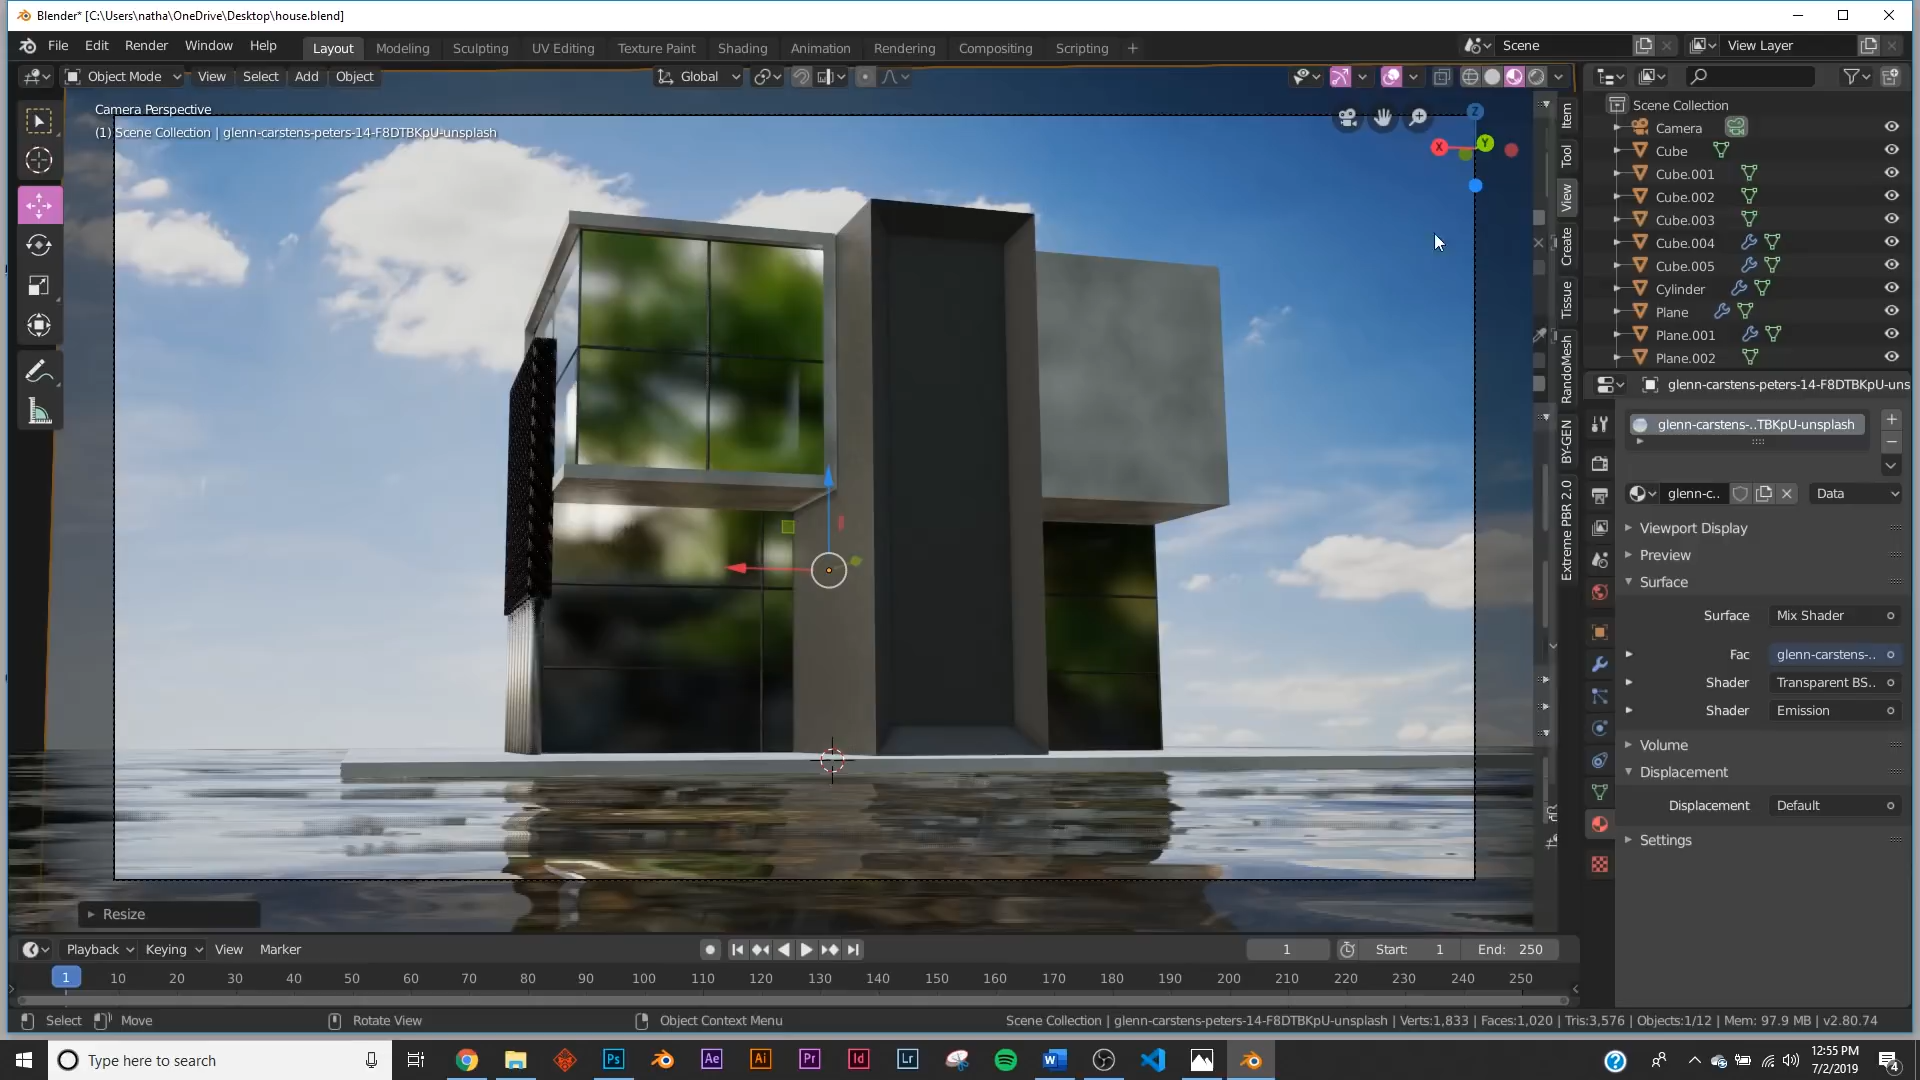 Blender* [C:\Users\natha\OneDrive\Desktop\house.blend]
File Edit Render Window Help Layout Modeling Sculpting UV Editing Texture Paint Shading Animation Rendering Compositing Scripting + Scene View Layer
Object Mode View Select Add Object Global
Camera Perspective
(1) Scene Collection | glenn-carstens-peters-14-F8DTBKpU-unsplash
Z
X
Y
Item
Tool
View
Create
Tissue
RandoMesh
BY-GEN
Extreme PBR 2.0
Scene Collection
Camera
Cube
Cube.001
Cube.002
Cube.003
Cube.004
Cube.005
Cylinder
Plane
Plane.001
Plane.002
glenn-carstens-peters-14-F8DTBKpU-uns
glenn-carstens-..TBKpU-unsplash
glenn-c.. Data
Viewport Display
Preview
Surface
Surface Mix Shader
Fac glenn-carstens-..
Shader Transparent BS..
Shader Emission
Volume
Displacement
Displacement Default
Settings
Resize
Playback Keying View Marker 1 Start: 1 End: 250
1 10 20 30 40 50 60 70 80 90 100 110 120 130 140 150 160 170 180 190 200 210 220 230 240 250
Select Move Rotate View Object Context Menu Scene Collection | glenn-carstens-peters-14-F8DTBKpU-unsplash | Verts:1,833 | Faces:1,020 | Tris:3,576 | Objects:1/12 | Mem: 97.9 MB | v2.80.74
Type here to search Ps Ae Ai Pr Id Lr W ? 12:55 PM
7/2/2019 4